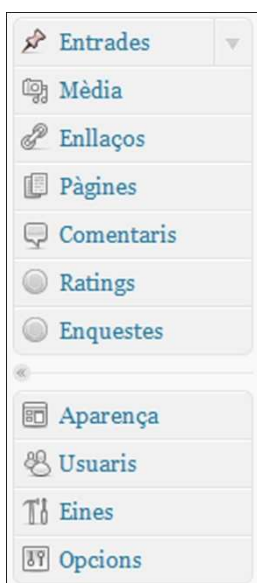 Entrades
Mèdia
Enllaços
Pàgines
Comentaris
Ratings
Enquestes
Aparença
Usuaris
Eines
Opcions